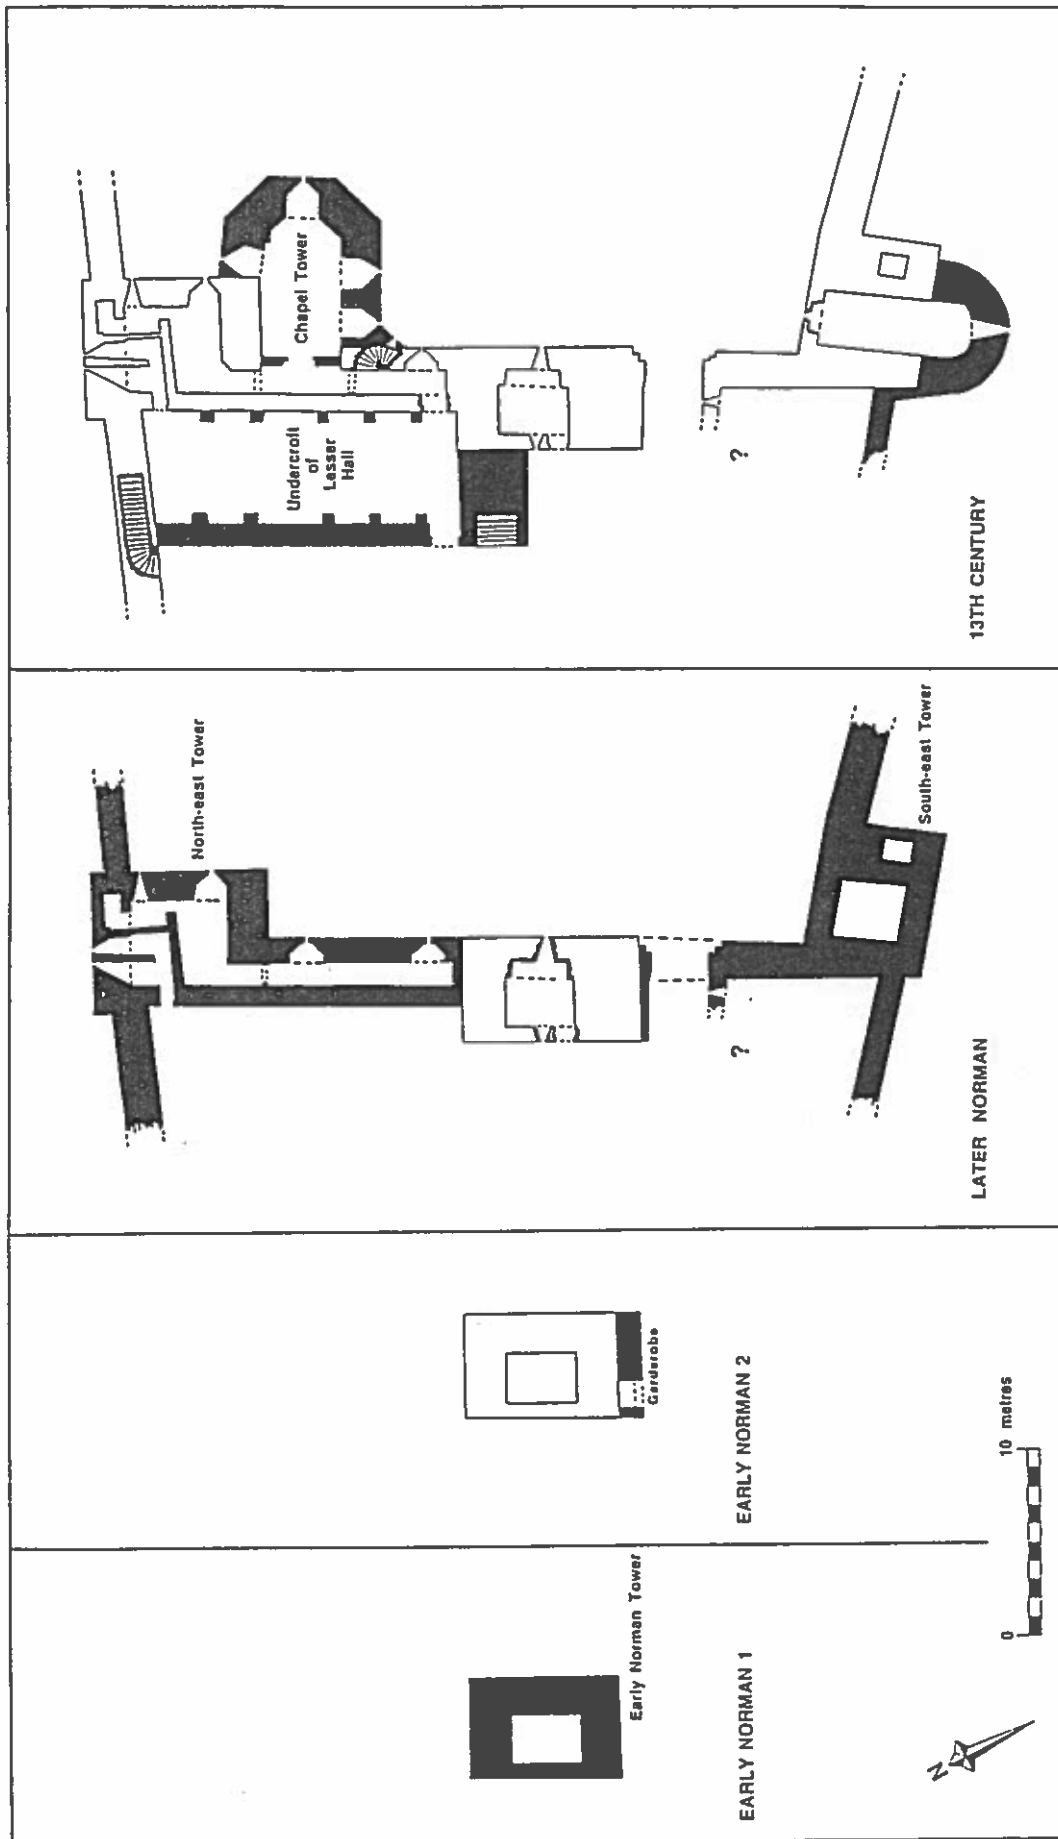 Early Norman Tower
EARLY NORMAN 1
N
0
10 metres
Garderobe
EARLY NORMAN 2
North-east Tower
?
South-east Tower
LATER NORMAN
Chapel Tower
Undercroft
of
Lesser
Hall
?
13TH CENTURY